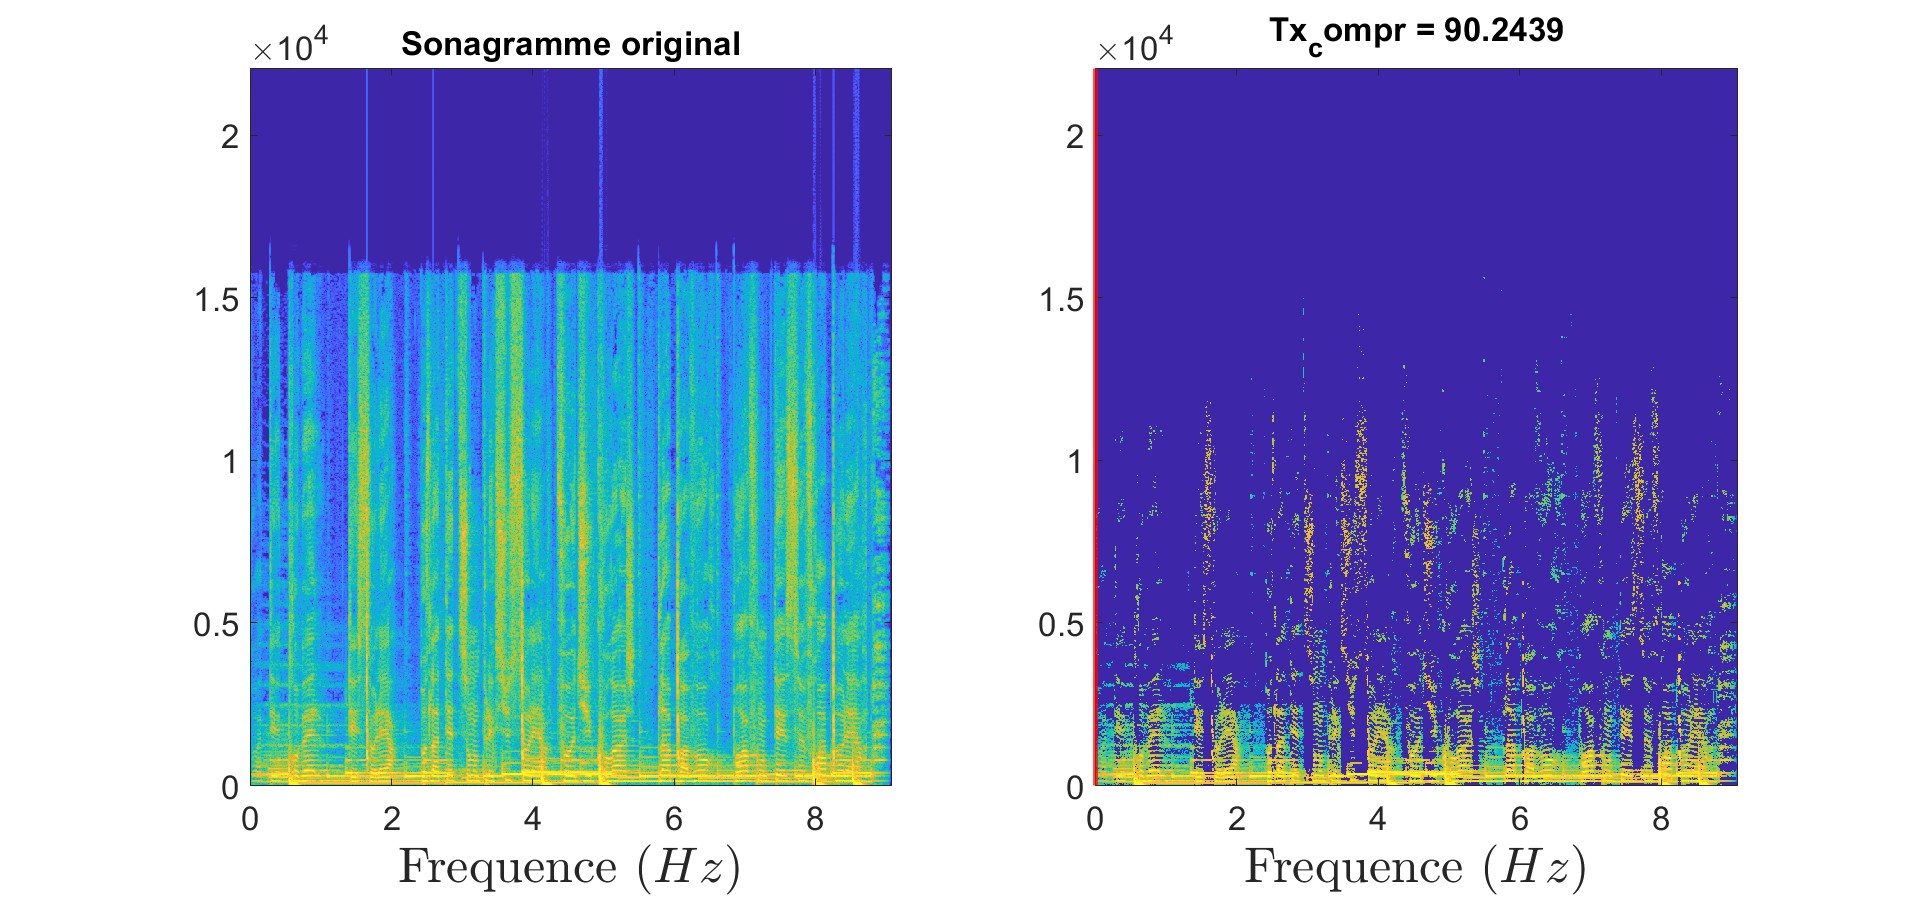 Sonagramme original
×10⁴
2
1.5
1
0.5
0
0 2 4 6 8
Frequence (Hz)
Tx_compr = 90.2439
×10⁴
2
1.5
1
0.5
0
0 2 4 6 8
Frequence (Hz)